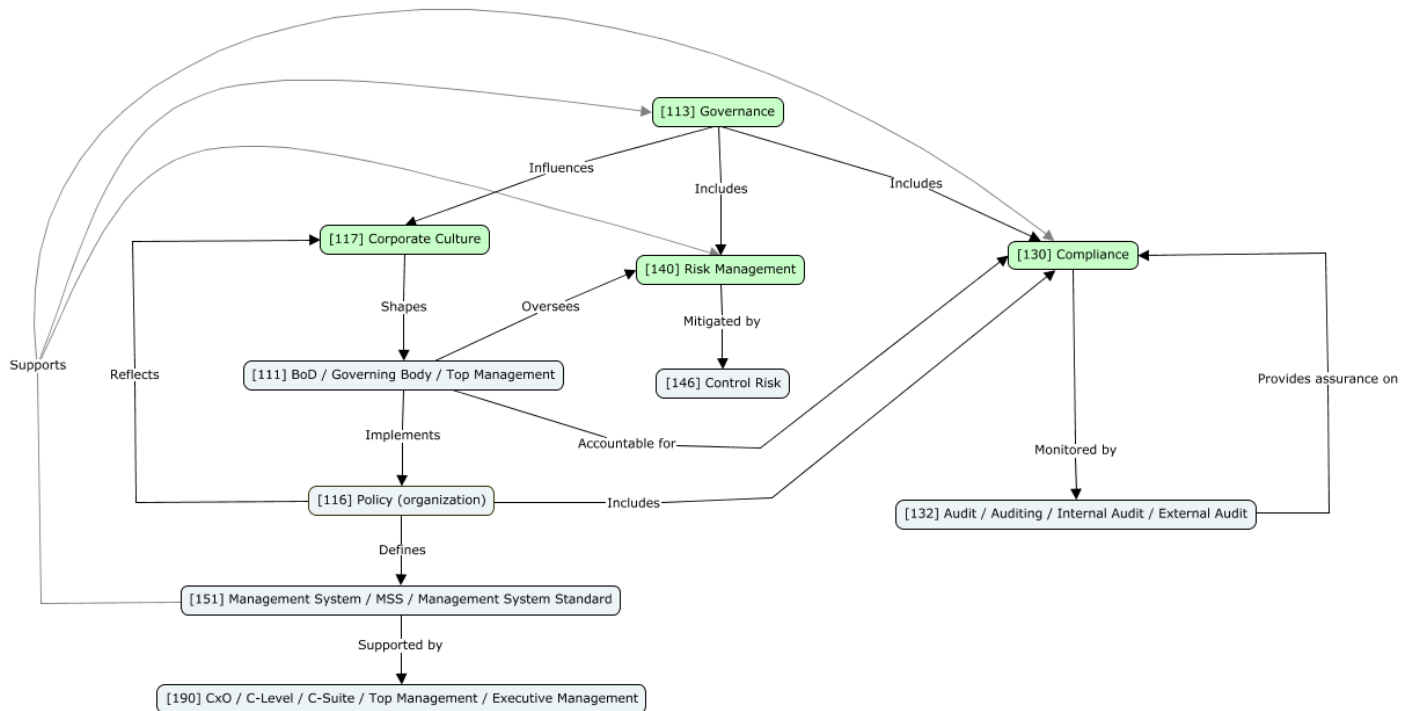 [113] Governance
Influences
Includes
Includes
[117] Corporate Culture
[130] Compliance
[140] Risk Management
Shapes
Oversees
Mitigated by
Supports
Reflects
[111] BoD / Governing Body / Top Management
[146] Control Risk
Provides assurance on
Implements
Accountable for
Monitored by
[116] Policy (organization)
Includes
[132] Audit / Auditing / Internal Audit / External Audit
Defines
[151] Management System / MSS / Management System Standard
Supported by
[190] CxO / C-Level / C-Suite / Top Management / Executive Management